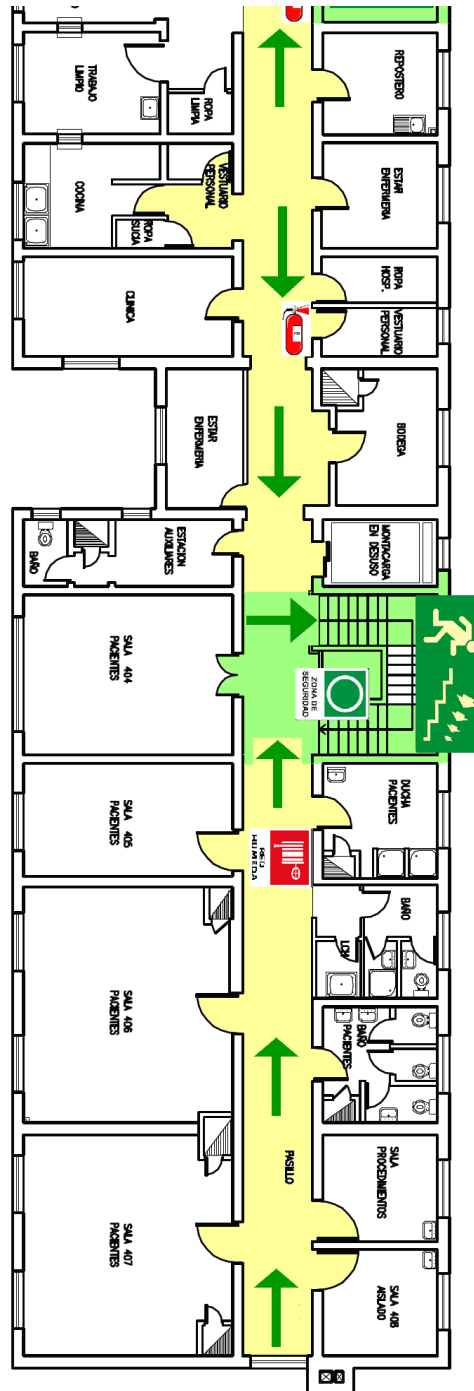 TRABAJO
LIMPIO
ROPA
LIMPIA
REPOSTERO
COCINA
VESTUARIO
PERSONAL
ROPA
SUCIA
ESTAR
ENFERMERIA
CLINICA
ROPA
HOSP.
VESTUARIO
PERSONAL
ESTAR
ENFERMERIA
BODEGA
BAÑO
ESTACION
AUXILIARES
MONTACARGA
EN DESUSO
SALA 404
PACIENTES
ZONA DE
SEGURIDAD
SALA 405
PACIENTES
RED
HUMEDA
DUCHA
PACIENTES
SALA 406
PACIENTES
BAÑO
BAÑO
PACIENTES
SALA 407
PACIENTES
PASILLO
SALA
PROCEDIMIENTOS
SALA 408
AISLADO